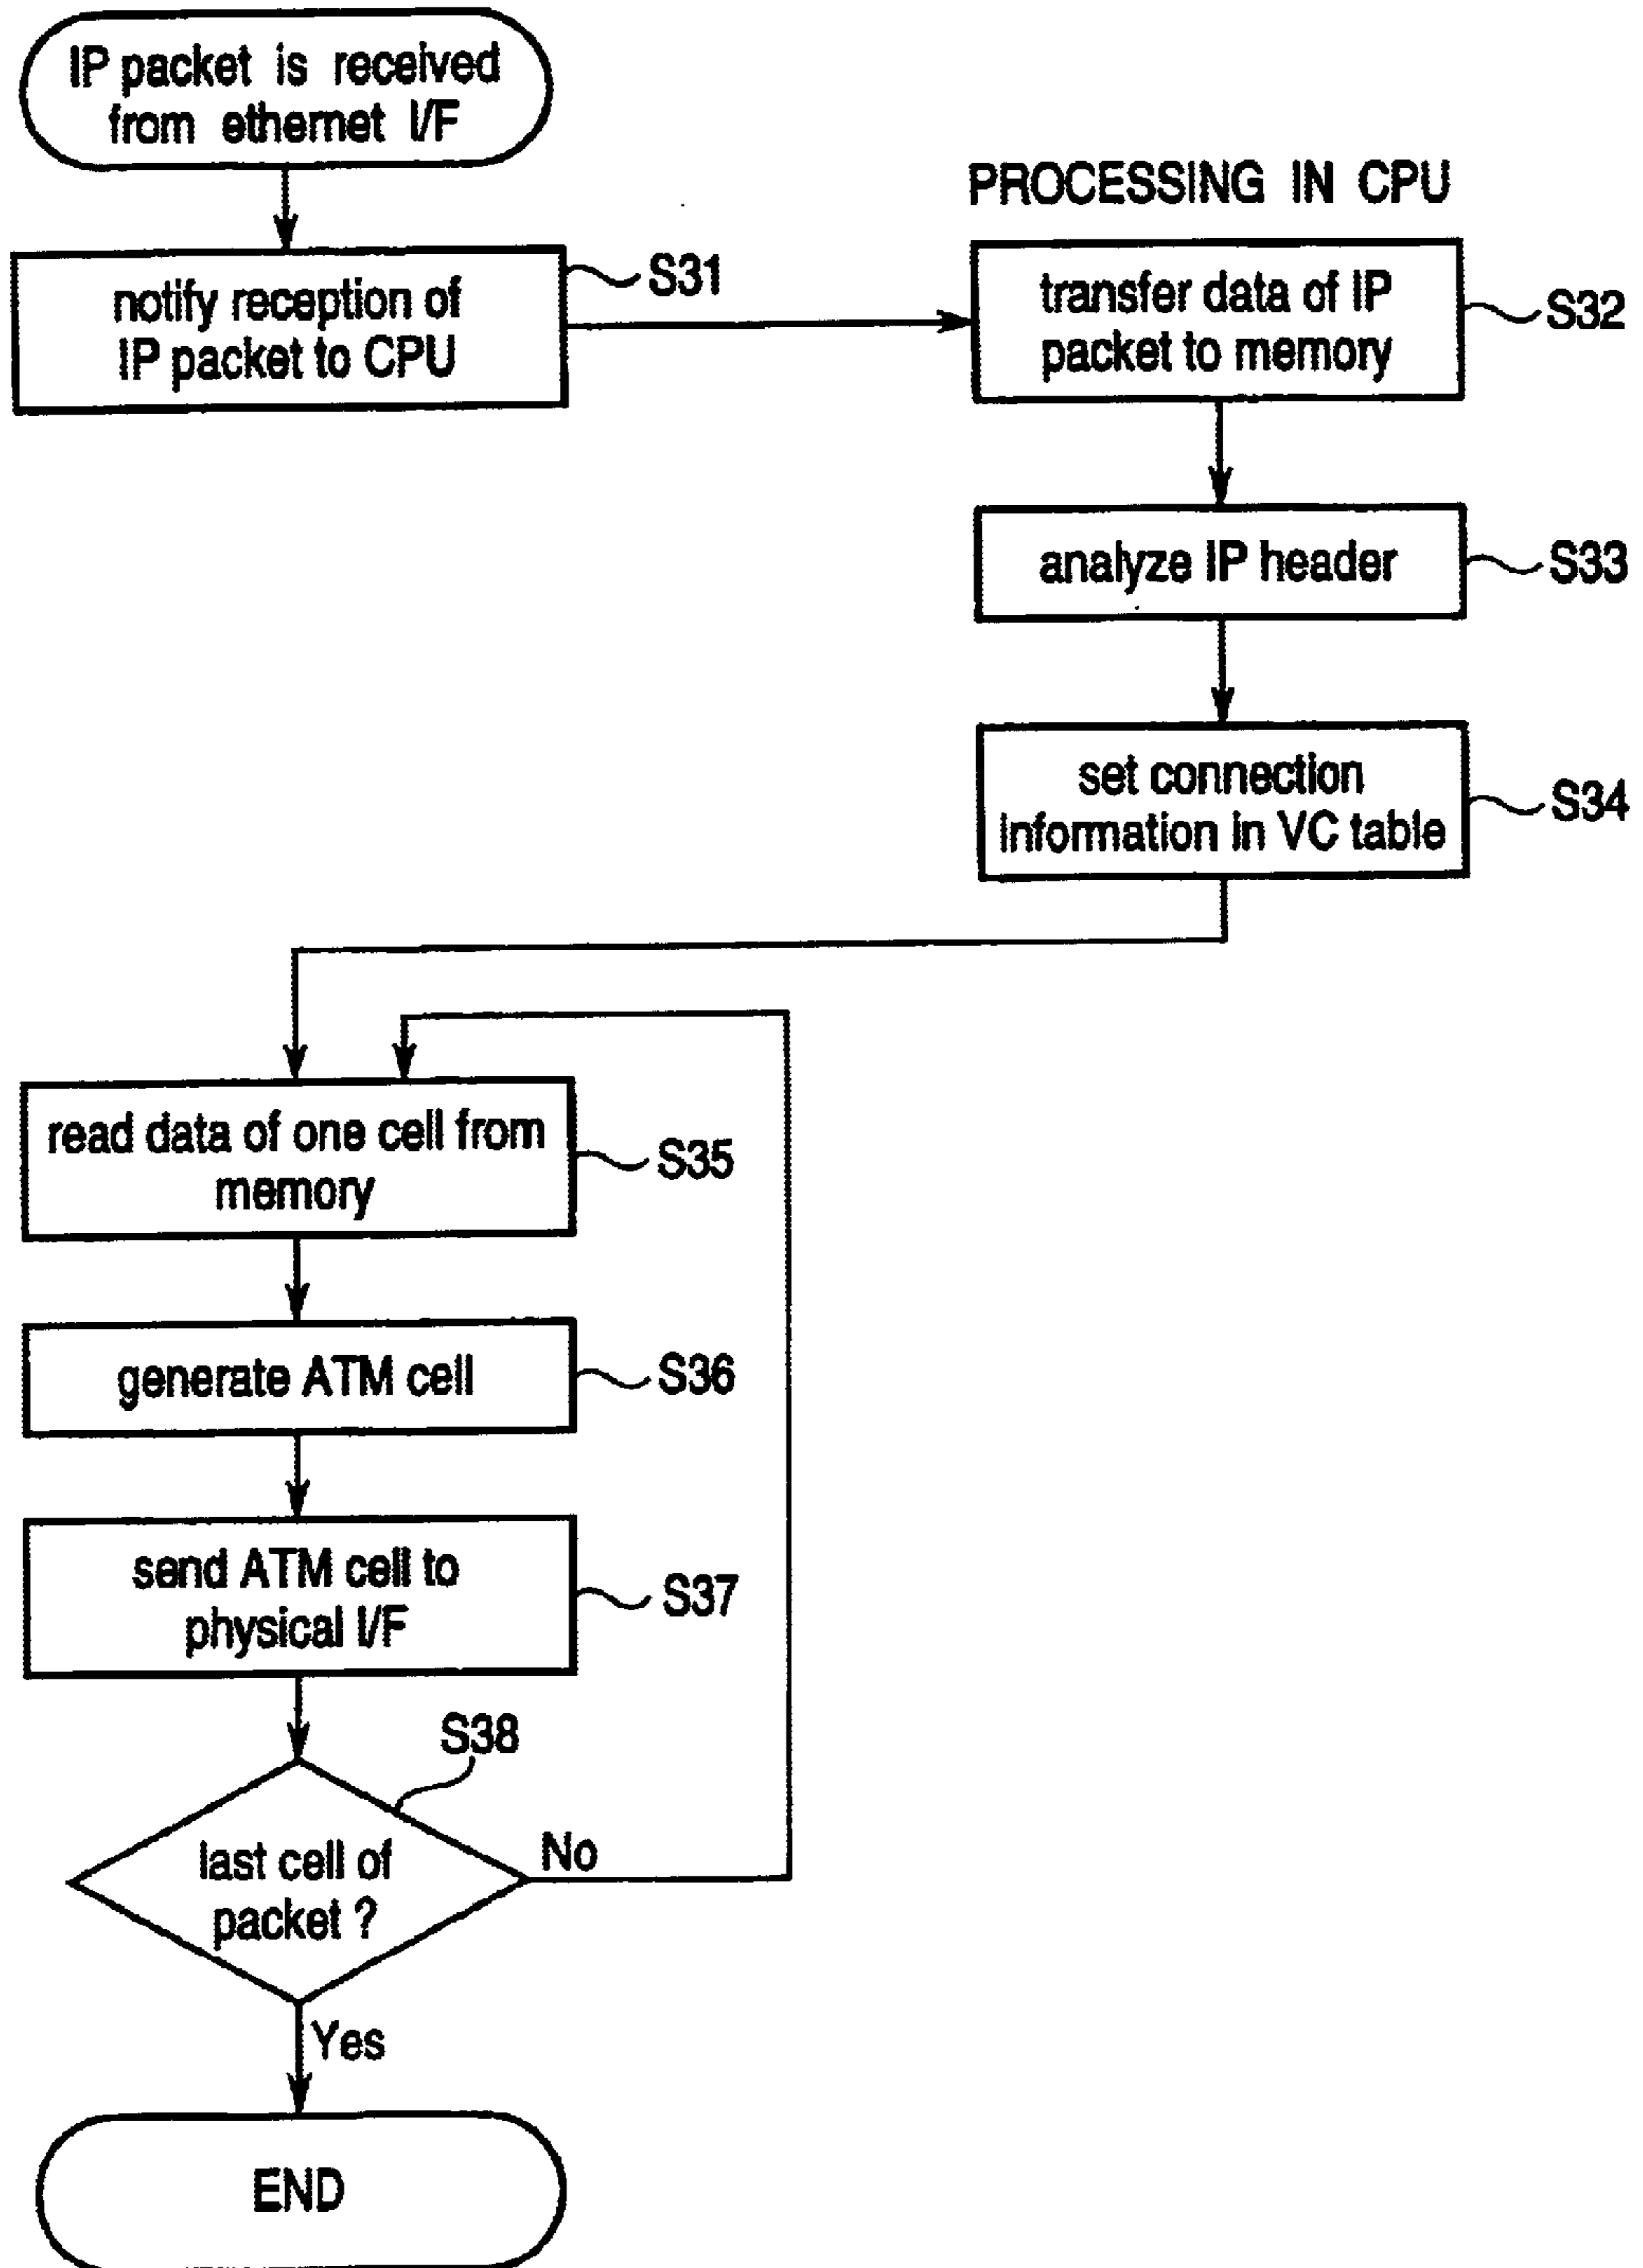 IP packet is received
from ethernet I/F
PROCESSING IN CPU
notify reception of
IP packet to CPU
S31
transfer data of IP
packet to memory
S32
analyze IP header
S33
set connection
information in VC table
S34
read data of one cell from
memory
S35
generate ATM cell
S36
send ATM cell to
physical I/F
S37
S38
last cell of
packet ?
No
Yes
END